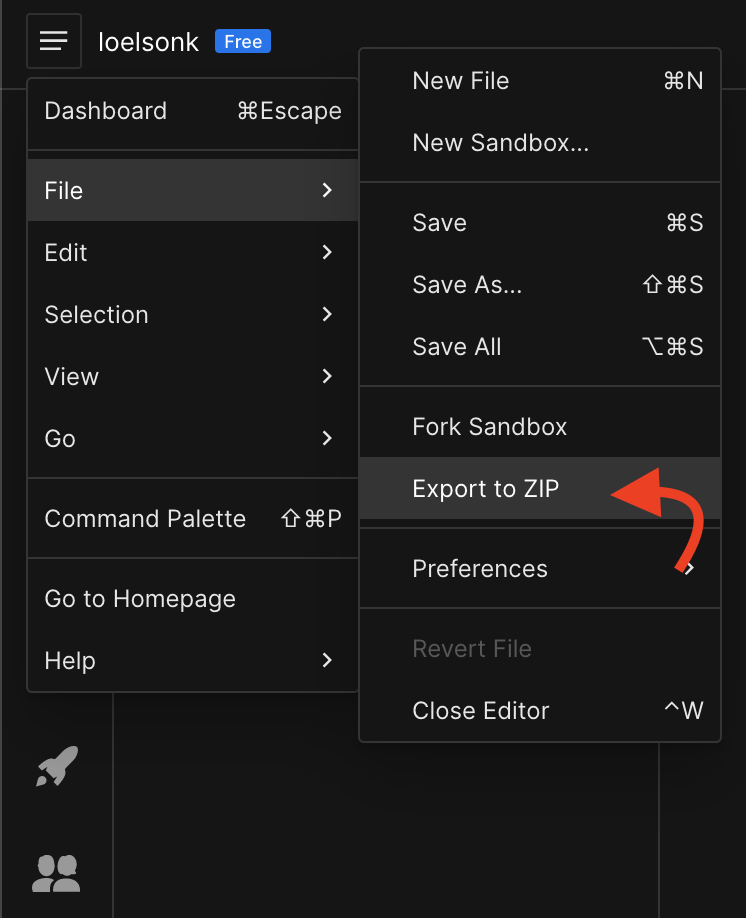 loelsonk Free
Dashboard ⌘Escape
File
Edit
Selection
View
Go
Command Palette ⇧⌘P
Go to Homepage
Help
New File ⌘N
New Sandbox...
Save ⌘S
Save As... ⇧⌘S
Save All ⌥⌘S
Fork Sandbox
Export to ZIP
Preferences
Revert File
Close Editor ^W